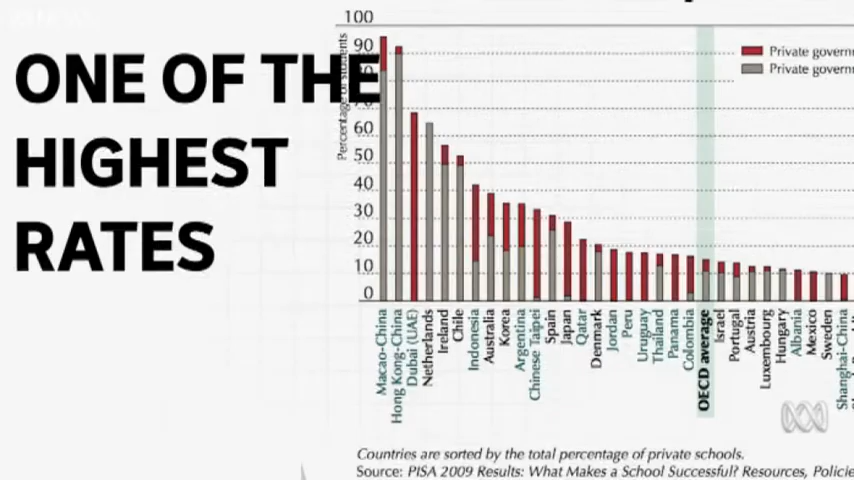 ONE OF THE
HIGHEST
RATES
Percentage of students
100
90
70
60
50
40
30
20
10
0
Private governm
Private governm
Macao-China
Hong Kong-China
Dubai (UAE)
Netherlands
Ireland
Chile
Indonesia
Australia
Korea
Argentina
Chinese Taipei
Spain
Japan
Qatar
Denmark
Jordan
Peru
Uruguay
Thailand
Panama
Colombia
OECD average
Israel
Portugal
Austria
Luxembourg
Hungary
Albania
Mexico
Sweden
Shanghai-China
Countries are sorted by the total percentage of private schools.
Source: PISA 2009 Results: What Makes a School Successful? Resources, Policie